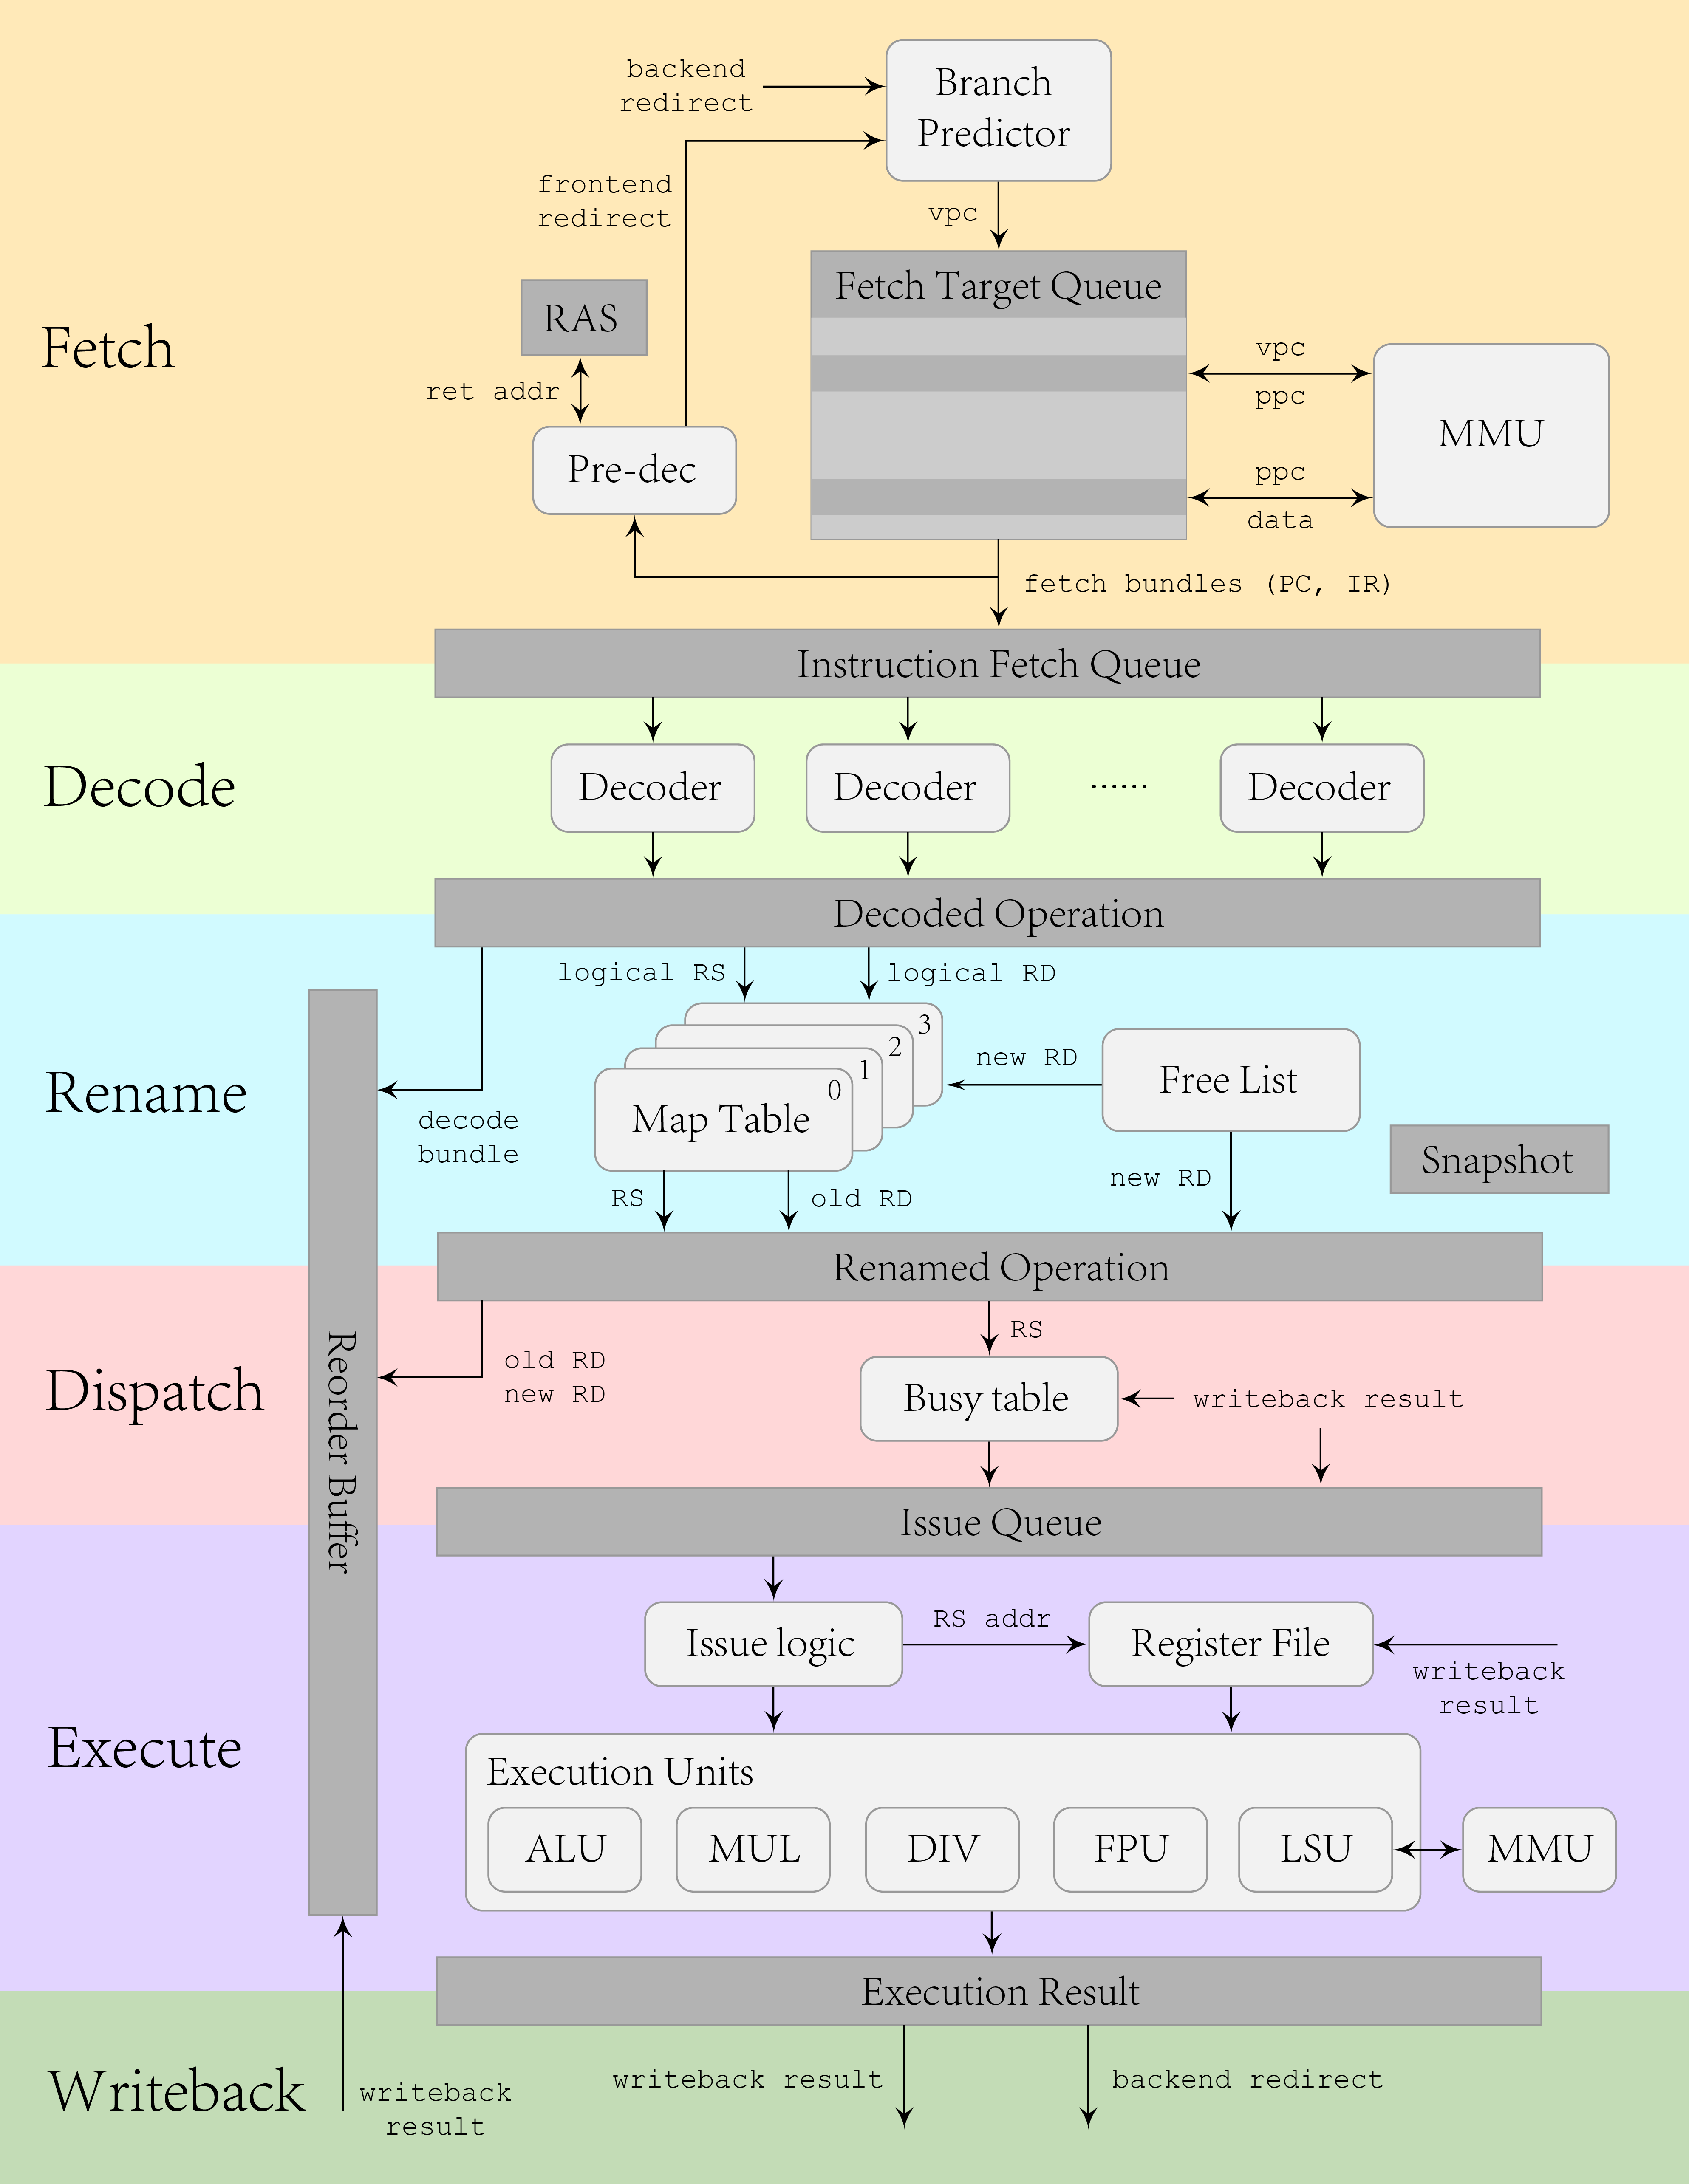 backend
redirect
Branch
Predictor
frontend
redirect
vpc
Fetch Target Queue
RAS
Fetch
vpc
ppc
ret addr
MMU
Pre-dec
ppc
data
fetch bundles (PC, IR)
Instruction Fetch Queue
Decode
Decoder
Decoder
......
Decoder
Decoded Operation
logical RS
logical RD
3
2
1
0
Map Table
new RD
Free List
Rename
decode
bundle
Snapshot
RS
old RD
new RD
Renamed Operation
RS
Reorder Buffer
old RD
new RD
Dispatch
Busy table
writeback result
Issue Queue
Issue logic
RS addr
Register File
writeback
result
Execute
Execution Units
ALU
MUL
DIV
FPU
LSU
MMU
Execution Result
Writeback
writeback
result
writeback result
backend redirect